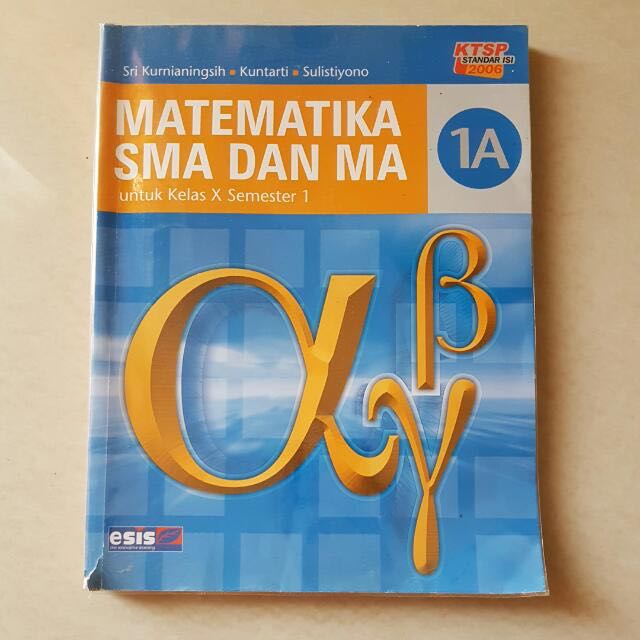 KTSP
STANDAR ISI
2006
Sri Kurnianingsih ▪ Kuntarti ▪ Sulistiyono
MATEMATIKA
SMA DAN MA
1A
untuk Kelas X Semester 1
α
β
γ
esis